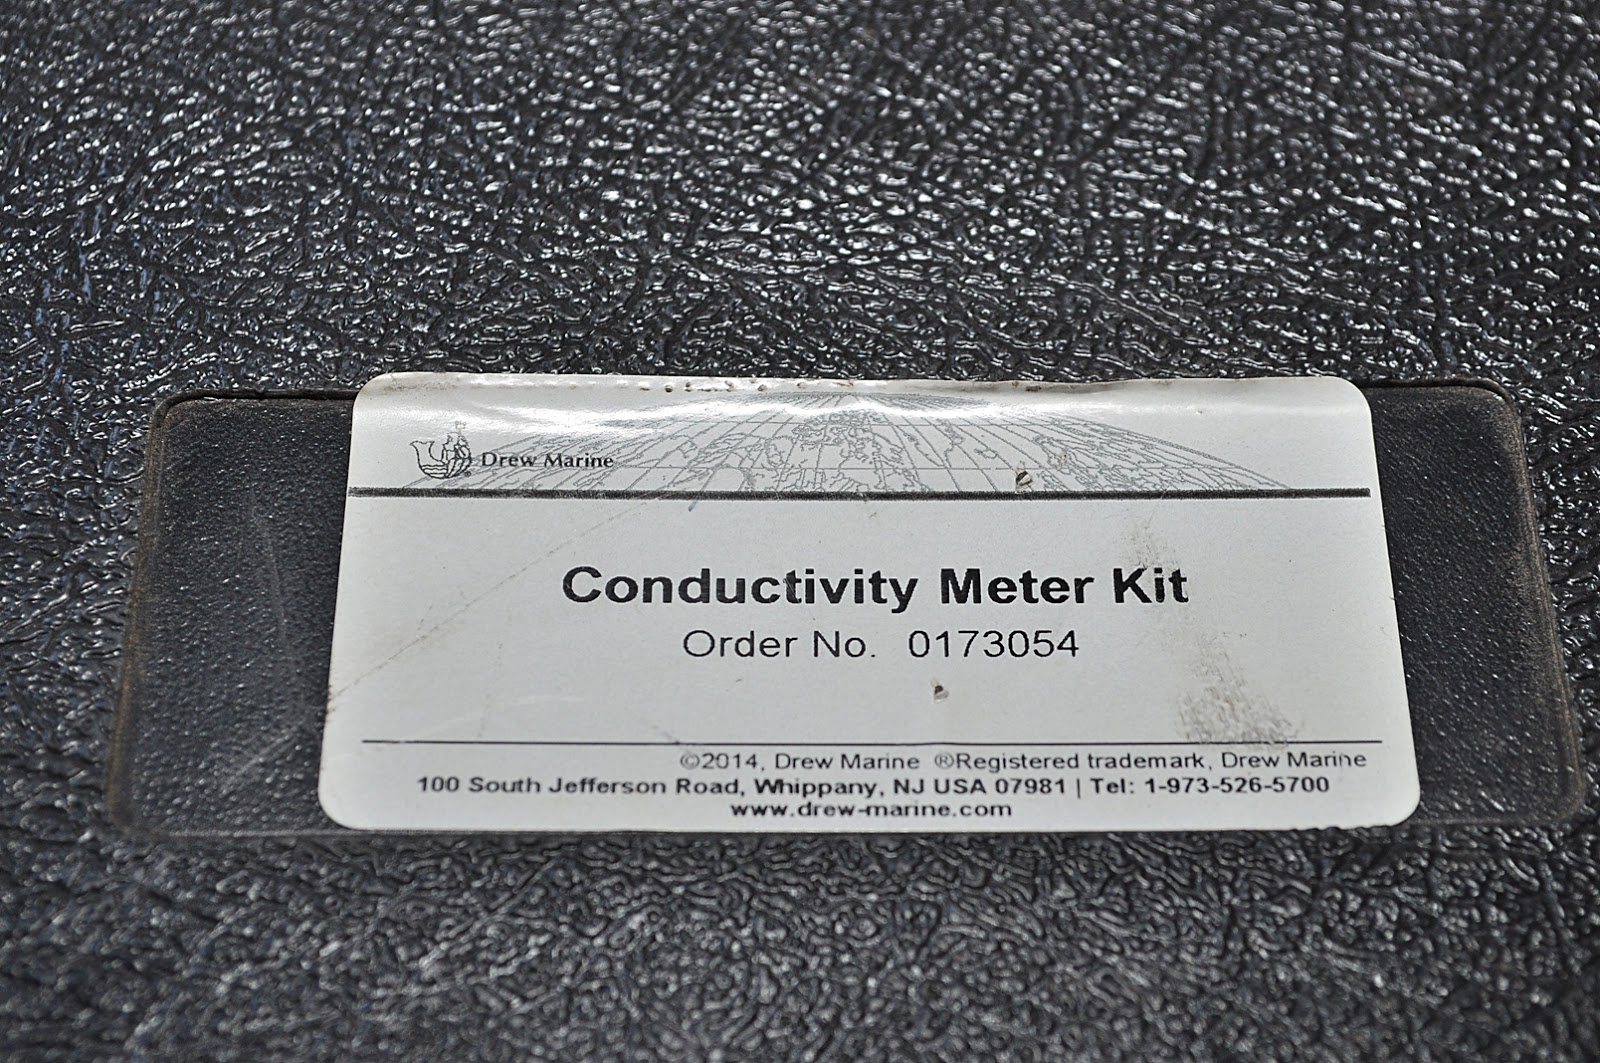 Drew Marine
Conductivity Meter Kit
Order No. 0173054
©2014, Drew Marine ®Registered trademark, Drew Marine
100 South Jefferson Road, Whippany, NJ USA 07981 | Tel: 1-973-526-5700
www.drew-marine.com